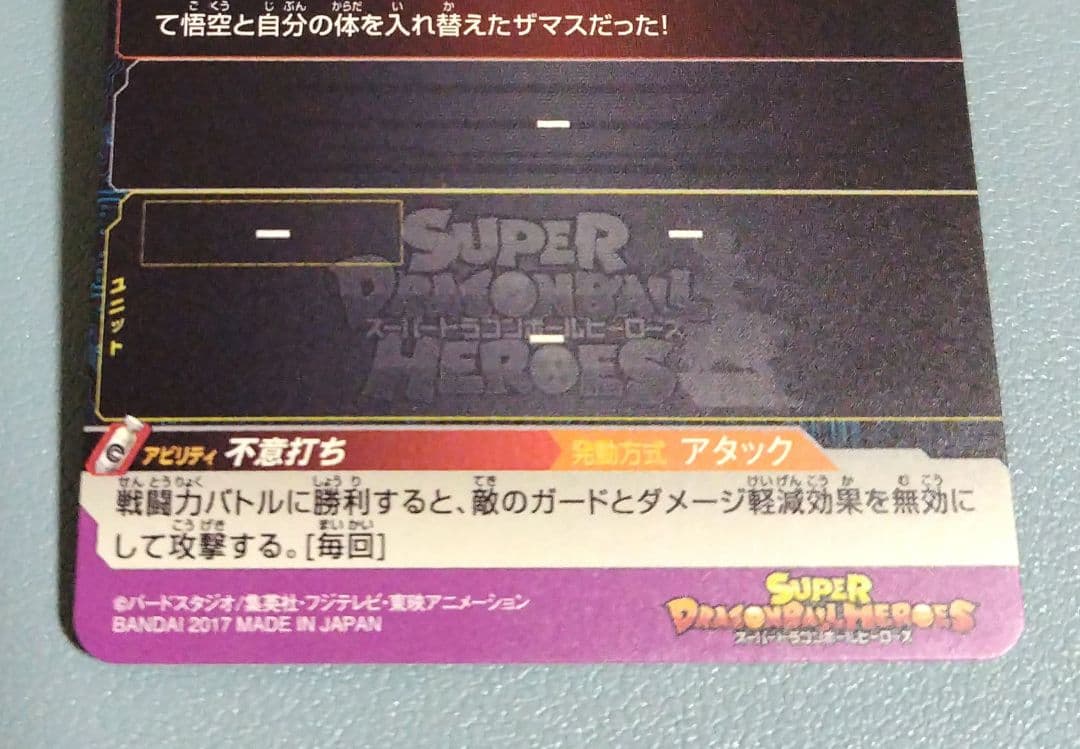 て悟空と自分の体を入れ替えたザマスだった!
ー
ー
ー
SUPER
DRAGONBALL
スーパードラゴンボールヒーローズ
ー
HEROES
ユニット
アビリティ 不意打ち 発動方式 アタック
戦闘力バトルに勝利すると、敵のガードとダメージ軽減効果を無効に
して攻撃する。[毎回]
©バードスタジオ/集英社・フジテレビ・東映アニメーション
BANDAI 2017 MADE IN JAPAN
SUPER
DRAGONBALL HEROES
スーパードラゴンボールヒーローズ